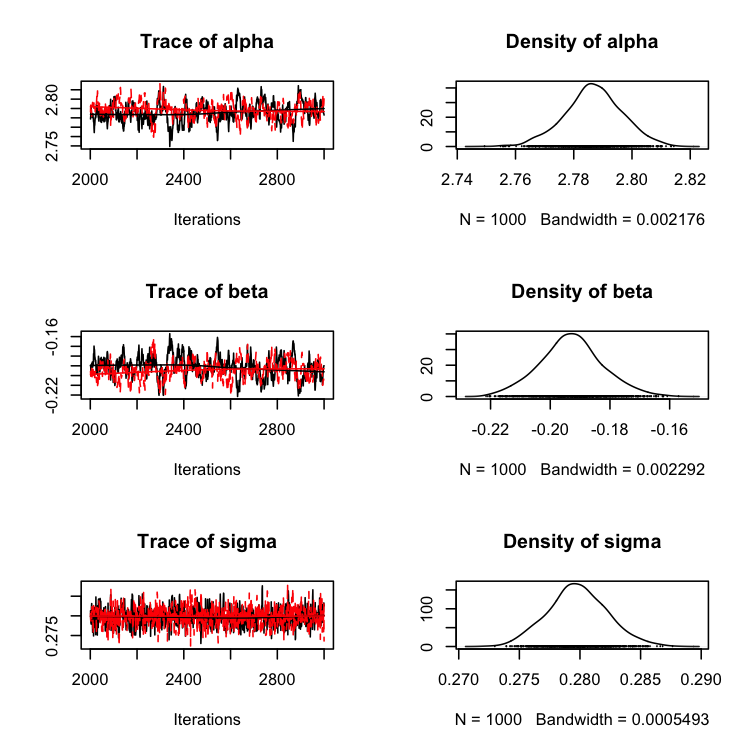 Trace of alpha
2.75 2.80
2000 2400 2800
Iterations
Density of alpha
0 20
2.74 2.76 2.78 2.80 2.82
N = 1000 Bandwidth = 0.002176
Trace of beta
-0.22 -0.16
2000 2400 2800
Iterations
Density of beta
0 20
-0.22 -0.20 -0.18 -0.16
N = 1000 Bandwidth = 0.002292
Trace of sigma
0.275
2000 2400 2800
Iterations
Density of sigma
0 100
0.270 0.275 0.280 0.285 0.290
N = 1000 Bandwidth = 0.0005493